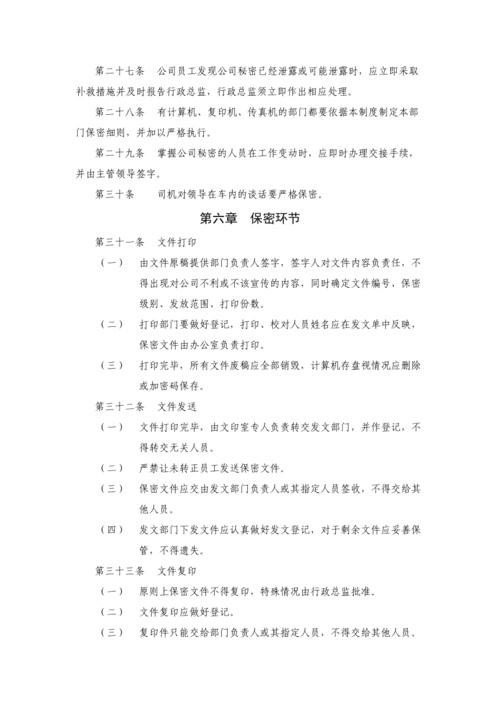 第二十七条　公司员工发现公司秘密已经泄露或可能泄露时，应立即采取
补救措施并及时报告行政总监，行政总监须立即作出相应处理。
第二十八条　有计算机、复印机、传真机的部门都要依据本制度制定本部
门保密细则，并加以严格执行。
第二十九条　掌握公司秘密的人员在工作变动时，应即时办理交接手续，
并由主管领导签字。
第三十条　　司机对领导在车内的谈话要严格保密。
第六章　保密环节
第三十一条　文件打印
（一）　由文件原稿提供部门负责人签字，签字人对文件内容负责任，不
得出现对公司不利或不该宣传的内容，同时确定文件编号、保密
级别、发放范围、打印份数。
（二）　打印部门要做好登记，打印、校对人员姓名应在发文单中反映，
保密文件由办公室负责打印。
（三）　打印完毕，所有文件废稿应全部销毁，计算机存盘视情况应删除
或加密码保存。
第三十二条　文件发送
（一）　文件打印完毕，由文印室专人负责转交发文部门，并作登记，不
得转交无关人员。
（二）　严禁让未转正员工发送保密文件。
（三）　保密文件应交由发文部门负责人或其指定人员签收，不得交给其
他人员。
（四）　发文部门下发文件应认真做好发文登记，对于剩余文件应妥善保
管，不得遗失。
第三十三条　文件复印
（一）　原则上保密文件不得复印，特殊情况由行政总监批准。
（二）　文件复印应做好登记。
（三）　复印件只能交给部门负责人或其指定人员，不得交给其他人员。